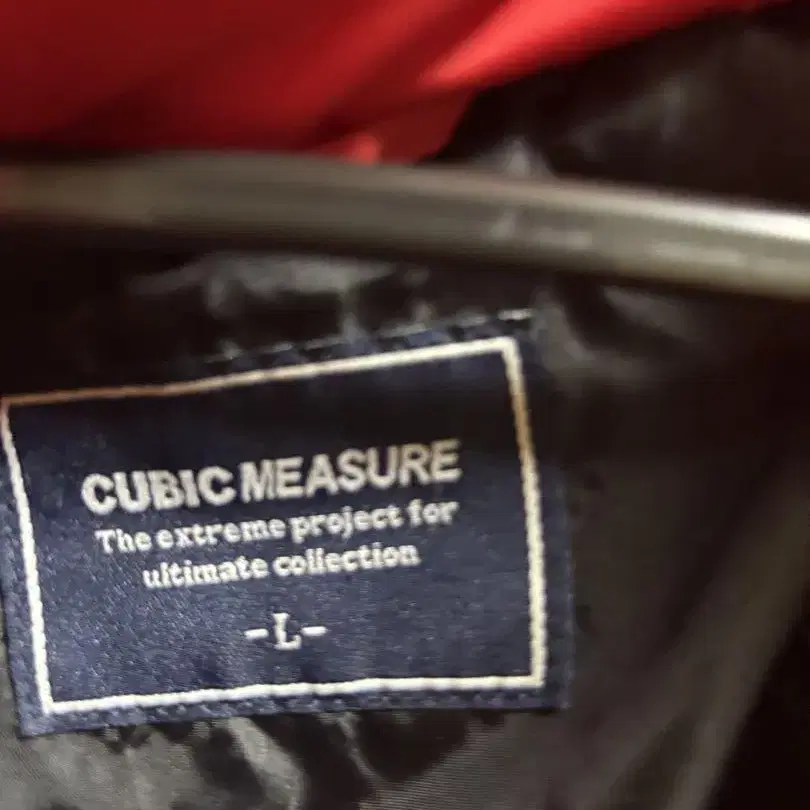 CUBIC MEASURE
The extreme project for
ultimate collection
-L-